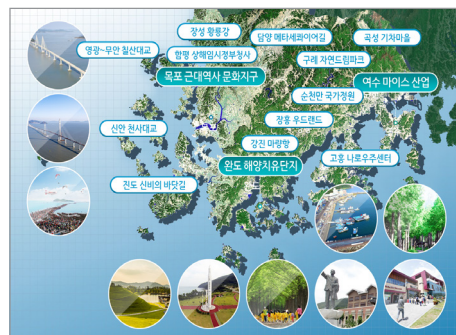 장성 황룡강
영광~무안 칠산대교
담양 메타세콰이어길
곡성 기차마을
함평 상해임시정부청사
구례 자연드림파크
목포 근대역사 문화지구
여수 마이스 산업
순천만 국가정원
신안 천사대교
장흥 우드랜드
강진 마량항
고흥 나로우주센터
완도 해양치유단지
진도 신비의 바닷길